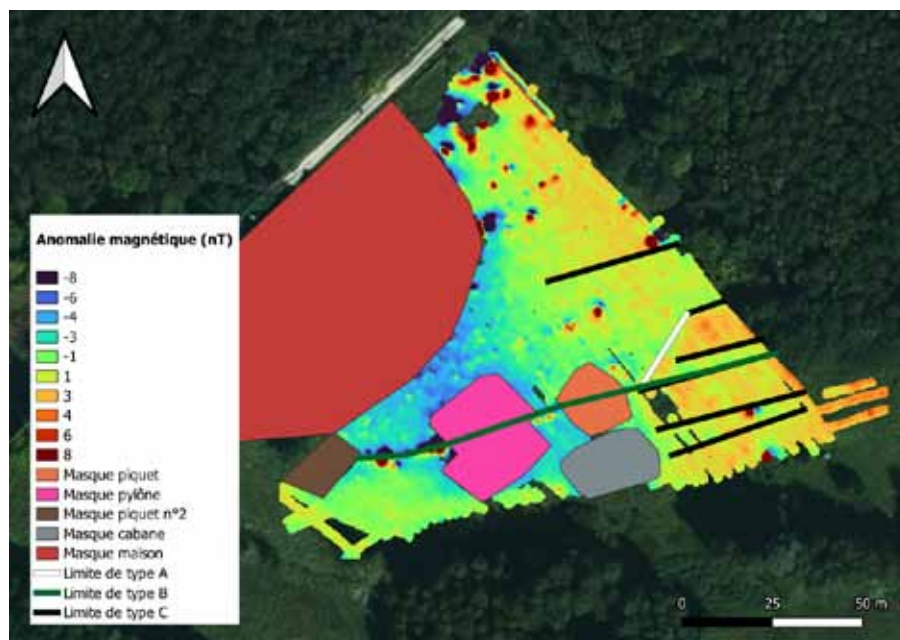 Anomalie magnétique (nT)
-8
-6
-4
-3
-1
1
3
4
6
8
Masque piquet
Masque pylône
Masque piquet n°2
Masque cabane
Masque maison
Limite de type A
Limite de type B
Limite de type C
0 25 50 m